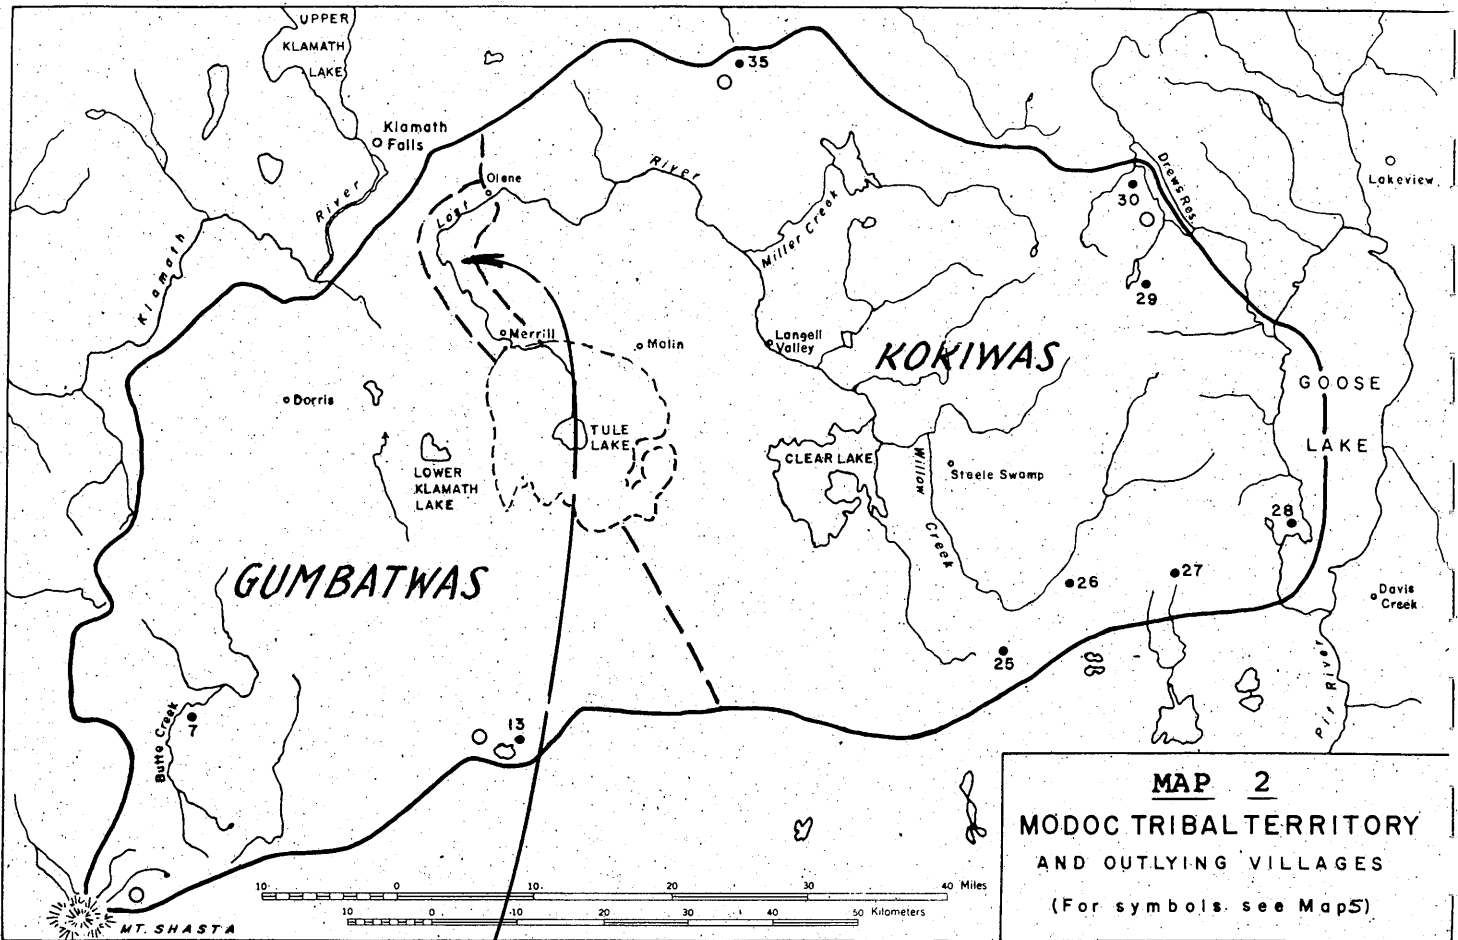 UPPER
KLAMATH
LAKE
Klamath
Falls
35
River
Klamath
Olene
Lost
River
Miller Creek
Drews Res.
30
29
Lakeview
Merrill
Malin
Langell
Valley
KOKIWAS
GOOSE
LAKE
Dorris
TULE
LAKE
LOWER
KLAMATH
LAKE
CLEAR LAKE
Willow
Creek
Steele Swamp
28
GUMBATWAS
26
27
Davis
Creek
25
Pit River
Butte Creek
7
13
MT. SHASTA
10 0 10 20 30 40 Miles
10 0 10 20 30 40 50 Kilometers
MAP 2
MODOC TRIBAL TERRITORY
AND OUTLYING VILLAGES
(For symbols see Map 5)